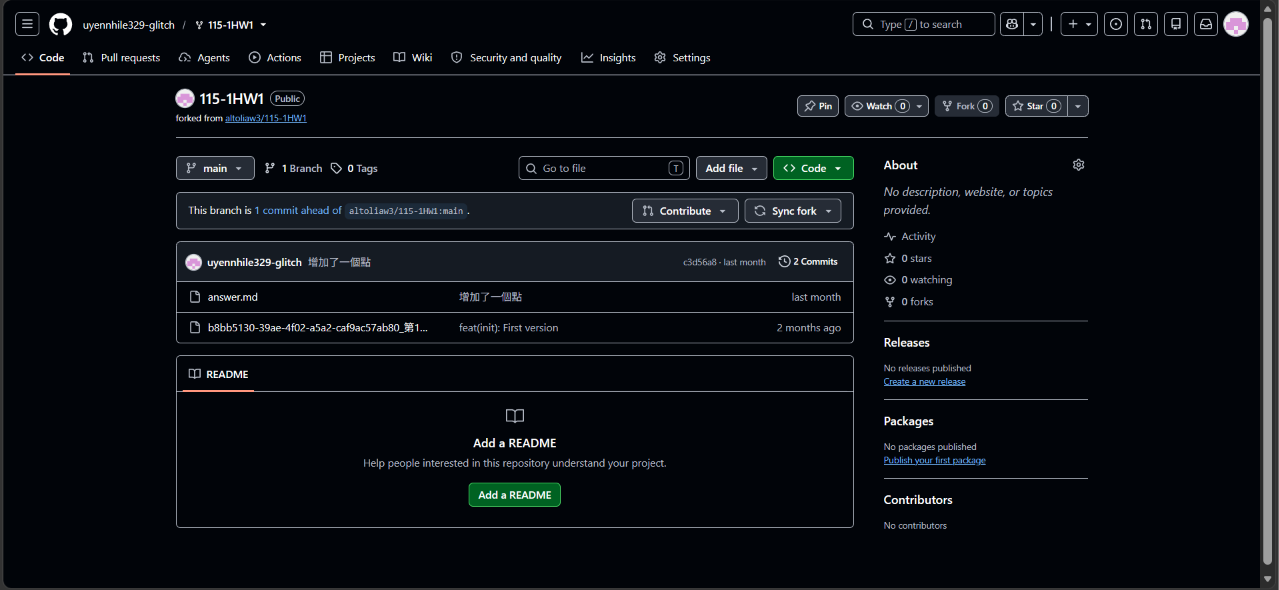 uyennhile329-glitch / 115-1HW1
Type / to search
Code
Pull requests
Agents
Actions
Projects
Wiki
Security and quality
Insights
Settings
115-1HW1 Public
forked from altoliaw3/115-1HW1
Pin
Watch 0
Fork 0
Star 0
main
1 Branch
0 Tags
Go to file T
Add file
Code
This branch is 1 commit ahead of altoliaw3/115-1HW1:main.
Contribute
Sync fork
uyennhile329-glitch 增加了一個點 c3d56a8 · last month 2 Commits
answer.md 增加了一個點 last month
b8bb5130-39ae-4f02-a5a2-caf9ac57ab80_第1... feat(init): First version 2 months ago
README
Add a README
Help people interested in this repository understand your project.
Add a README
About
No description, website, or topics
provided.
Activity
0 stars
0 watching
0 forks
Releases
No releases published
Create a new release
Packages
No packages published
Publish your first package
Contributors
No contributors